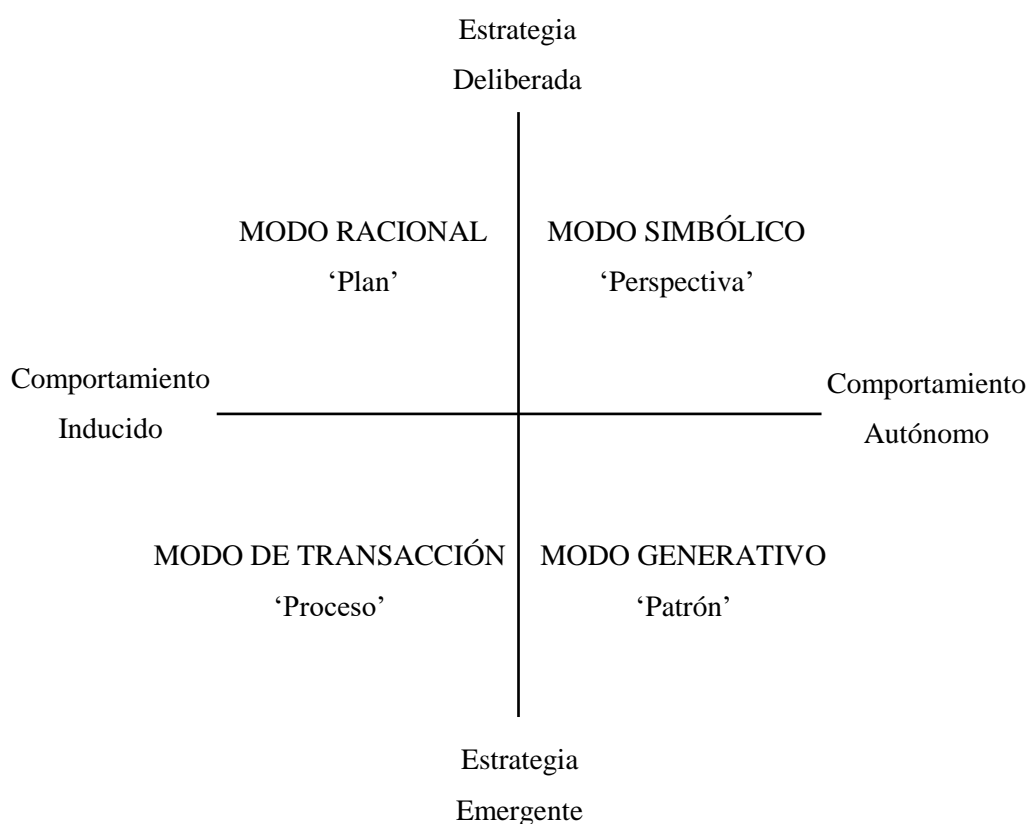 Estrategia
Deliberada
MODO RACIONAL
‘Plan’
MODO SIMBÓLICO
‘Perspectiva’
Comportamiento
Inducido
Comportamiento
Autónomo
MODO DE TRANSACCIÓN
‘Proceso’
MODO GENERATIVO
‘Patrón’
Estrategia
Emergente